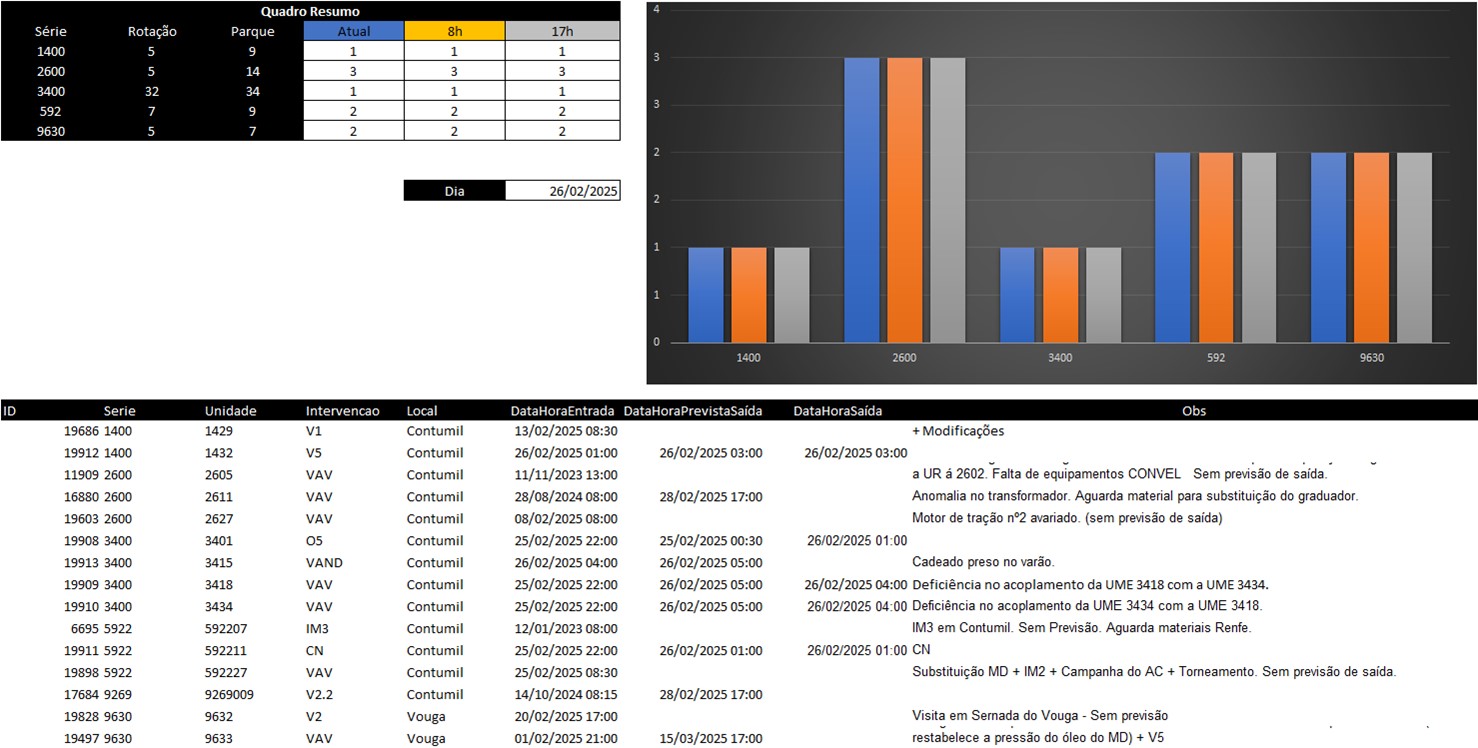 Quadro Resumo
Série Rotação Parque Atual 8h 17h
1400 5 9 1 1 1
2600 5 14 3 3 3
3400 32 34 1 1 1
592 7 9 2 2 2
9630 5 7 2 2 2
Dia 26/02/2025
4
3
3
2
2
1
1
0
1400 2600 3400 592 9630
ID Serie Unidade Intervencao Local DataHoraEntrada DataHoraPrevistaSaída DataHoraSaída Obs
19686 1400 1429 V1 Contumil 13/02/2025 08:30 + Modificações
19912 1400 1432 V5 Contumil 26/02/2025 01:00 26/02/2025 03:00 26/02/2025 03:00
11909 2600 2605 VAV Contumil 11/11/2023 13:00 a UR á 2602. Falta de equipamentos CONVEL Sem previsão de saída.
16880 2600 2611 VAV Contumil 28/08/2024 08:00 28/02/2025 17:00 Anomalia no transformador. Aguarda material para substituição do graduador.
19603 2600 2627 VAV Contumil 08/02/2025 08:00 Motor de tração nº2 avariado. (sem previsão de saída)
19908 3400 3401 O5 Contumil 25/02/2025 22:00 25/02/2025 00:30 26/02/2025 01:00
19913 3400 3415 VAND Contumil 26/02/2025 04:00 26/02/2025 05:00 Cadeado preso no varão.
19909 3400 3418 VAV Contumil 25/02/2025 22:00 26/02/2025 05:00 26/02/2025 04:00 Deficiência no acoplamento da UME 3418 com a UME 3434.
19910 3400 3434 VAV Contumil 25/02/2025 22:00 26/02/2025 05:00 26/02/2025 04:00 Deficiência no acoplamento da UME 3434 com a UME 3418.
6695 5922 592207 IM3 Contumil 12/01/2023 08:00 IM3 em Contumil. Sem Previsão. Aguarda materiais Renfe.
19911 5922 592211 CN Contumil 25/02/2025 22:00 26/02/2025 01:00 26/02/2025 01:00 CN
19898 5922 592227 VAV Contumil 25/02/2025 08:30 Substituição MD + IM2 + Campanha do AC + Torneamento. Sem previsão de saída.
17684 9269 9269009 V2.2 Contumil 14/10/2024 08:15 28/02/2025 17:00
19828 9630 9632 V2 Vouga 20/02/2025 17:00 Visita em Sernada do Vouga - Sem previsão
19497 9630 9633 VAV Vouga 01/02/2025 21:00 15/03/2025 17:00 restabelece a pressão do óleo do MD) + V5